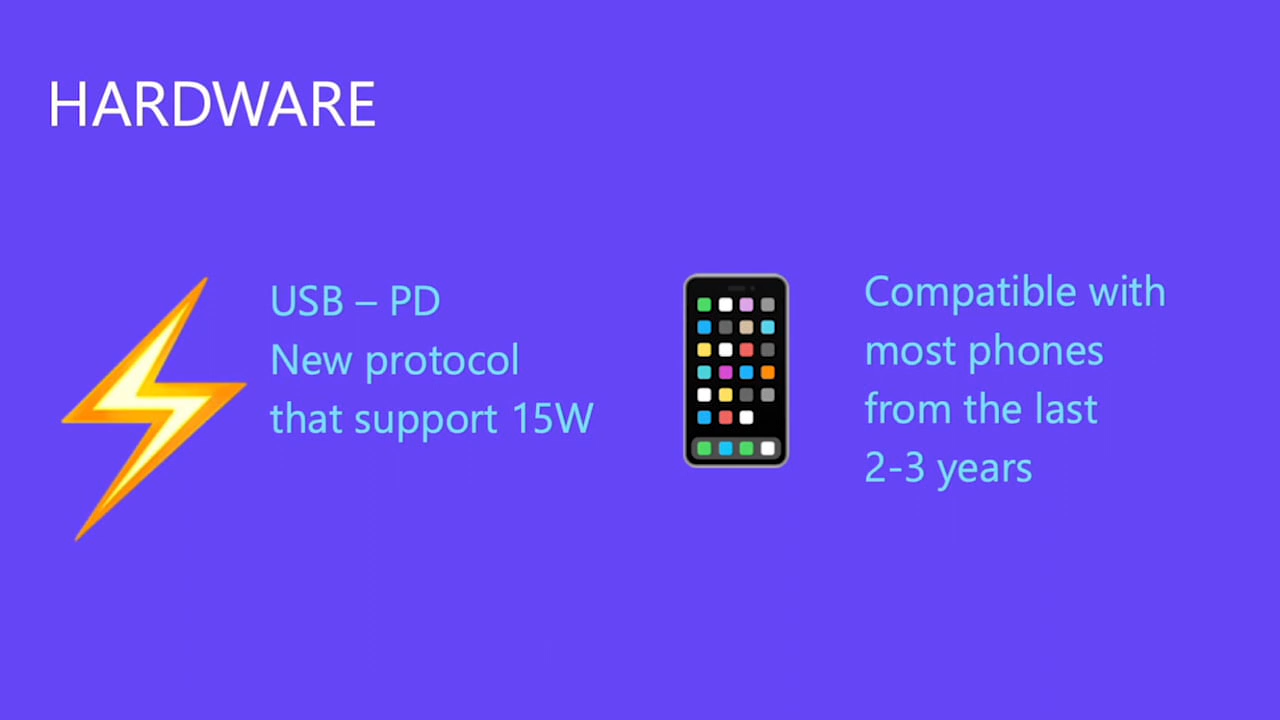 HARDWARE
USB – PD
New protocol
that support 15W
Compatible with
most phones
from the last
2-3 years